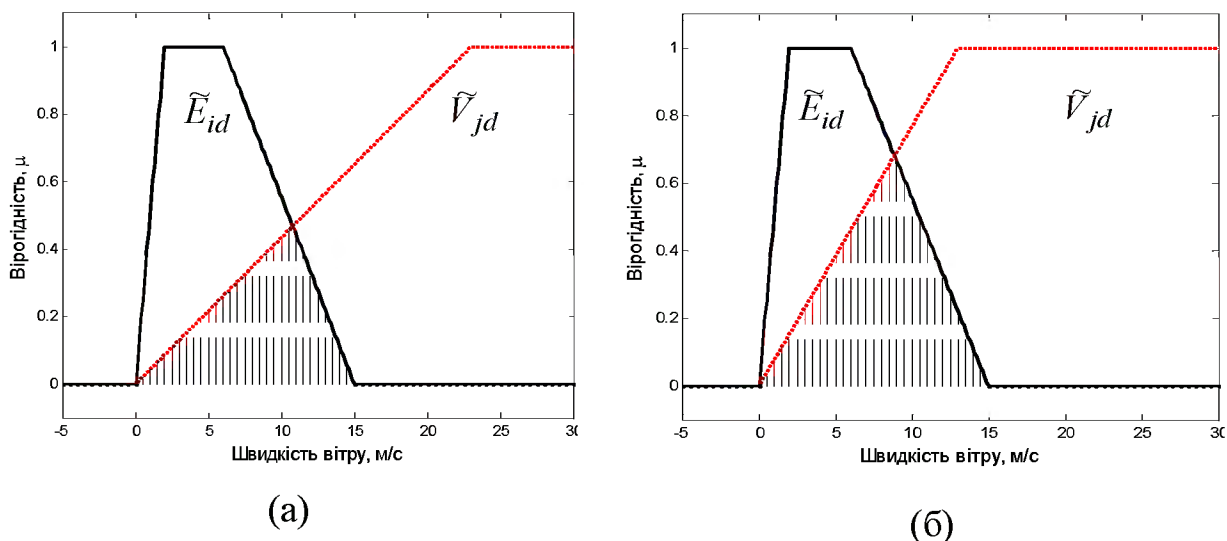 1
0.8
0.6
0.4
0.2
0
Вірогідність, μ
Ẽid
Ṽjd
-5 0 5 10 15 20 25 30
Швидкість вітру, м/с
(а)
1
0.8
0.6
0.4
0.2
0
Вірогідність, μ
Ẽid
Ṽjd
-5 0 5 10 15 20 25 30
Швидкість вітру, м/с
(б)